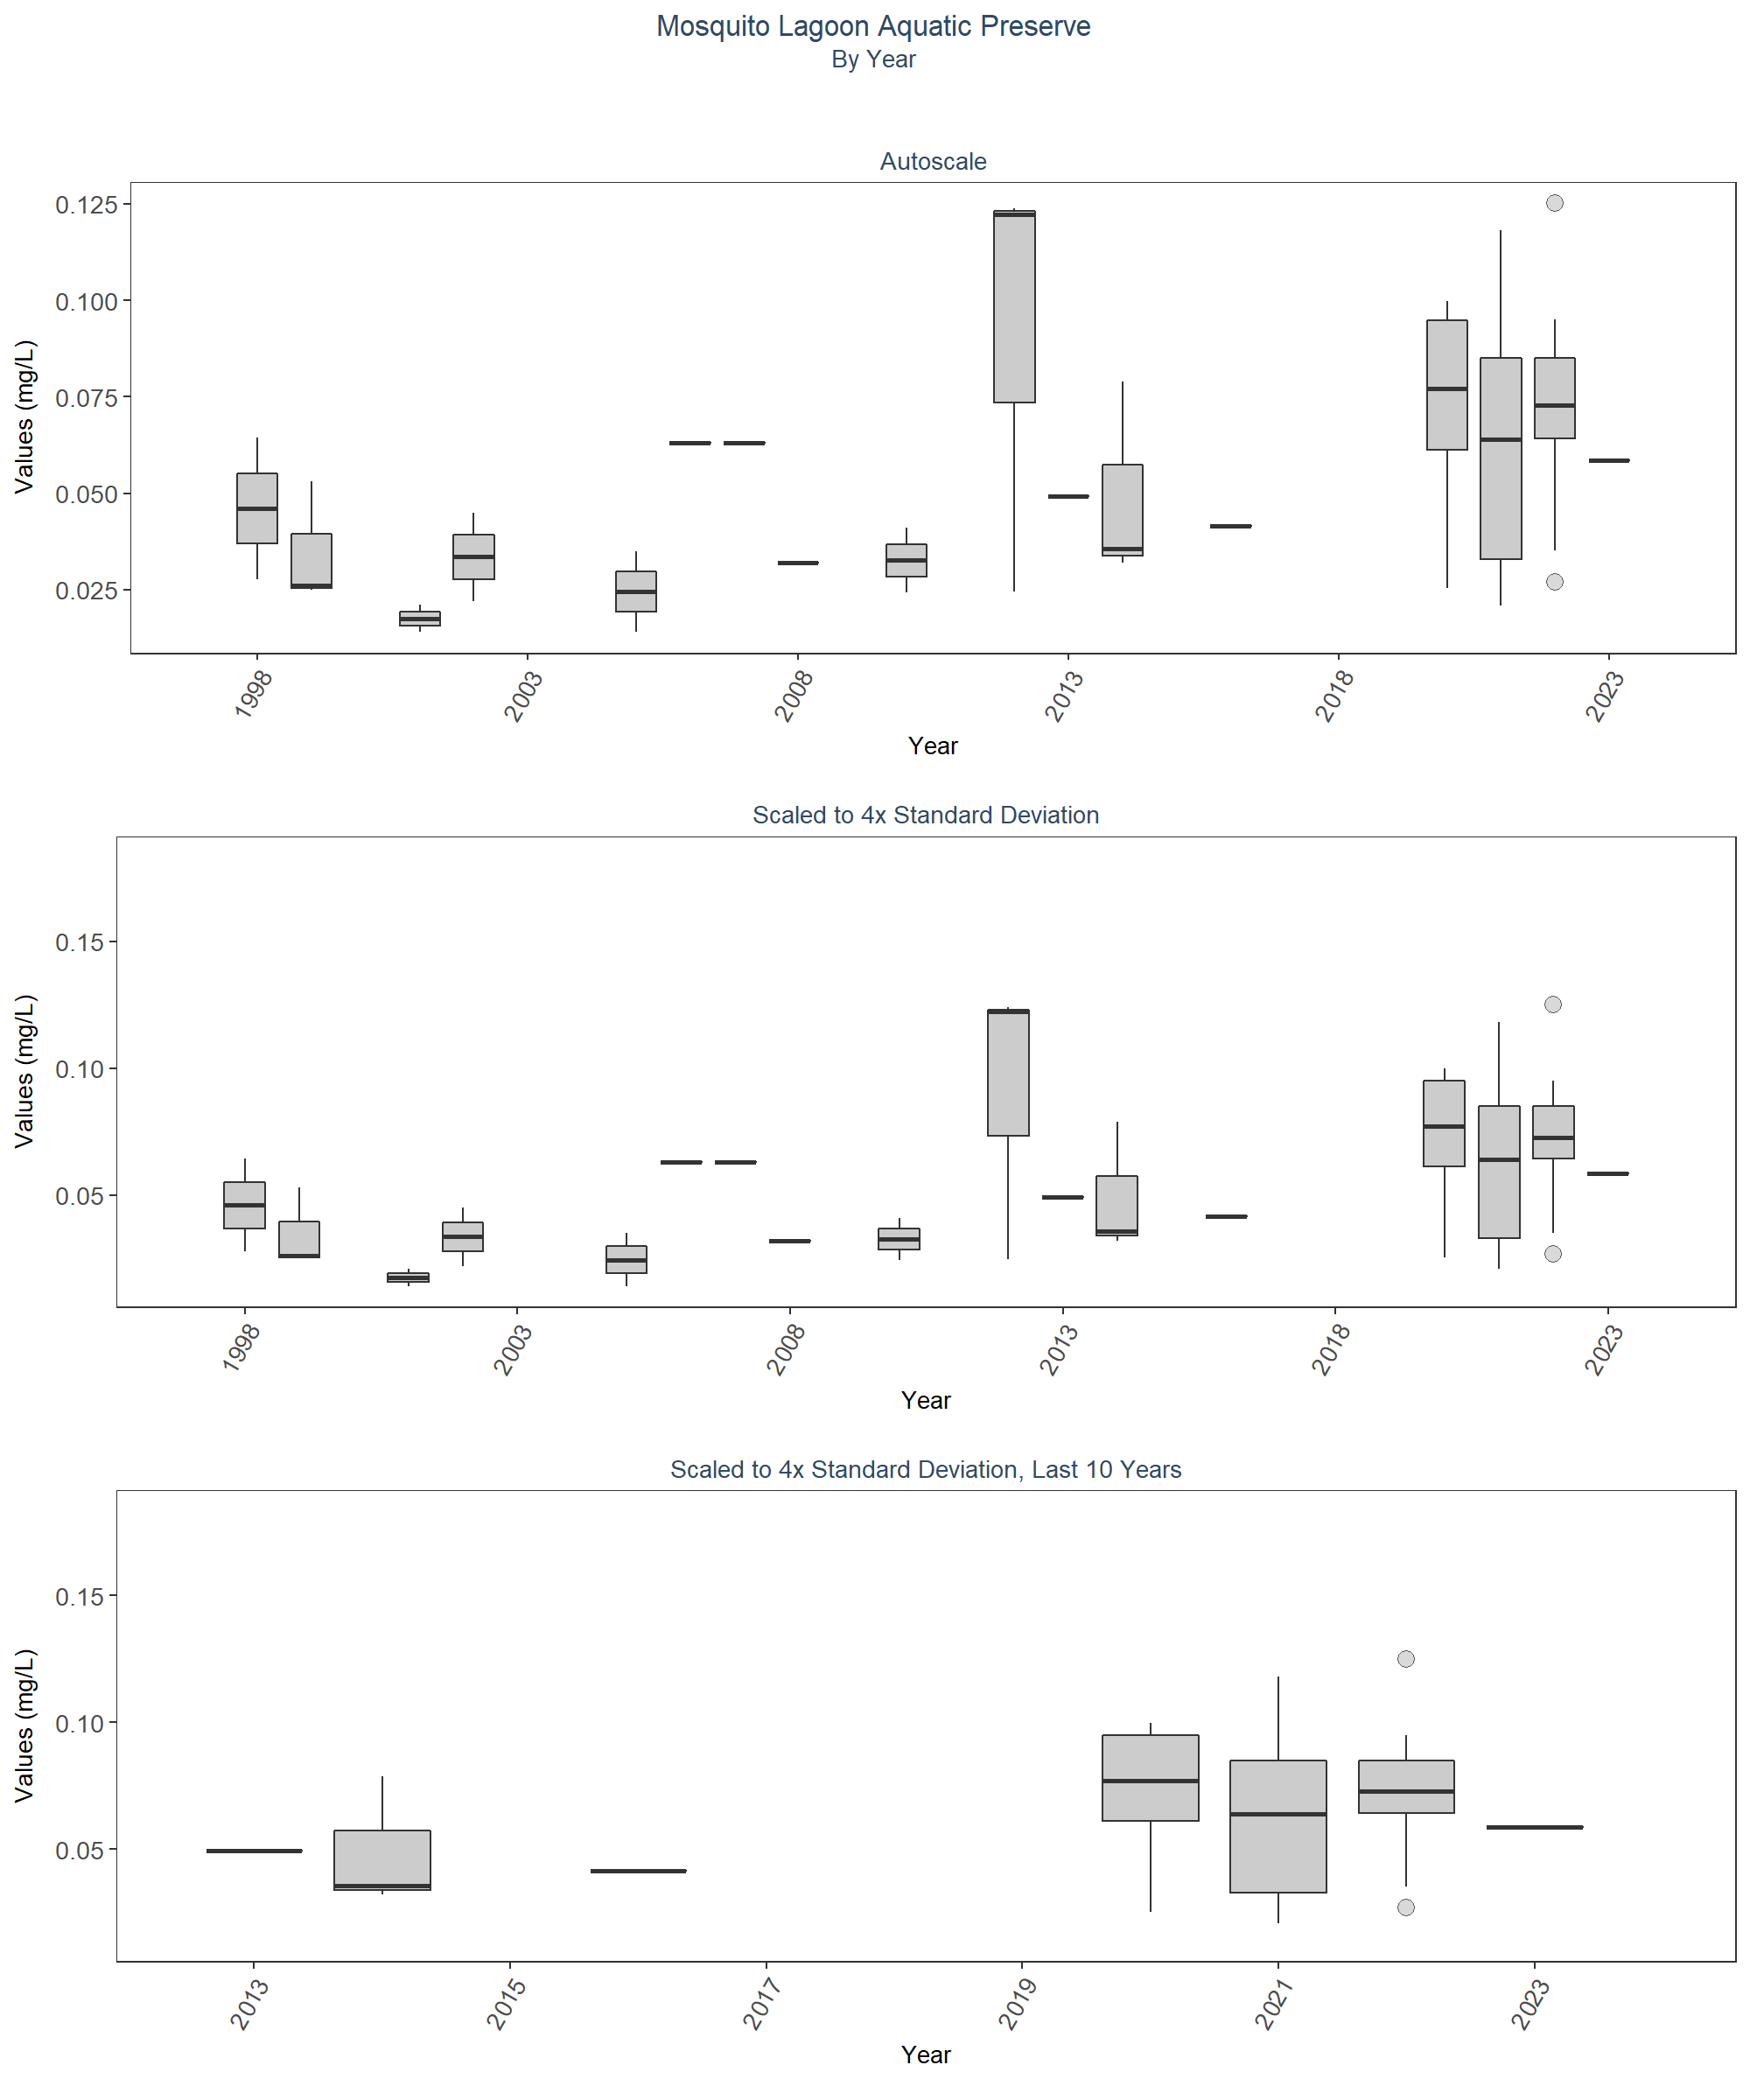 Mosquito Lagoon Aquatic Preserve
By Year
Autoscale
Values (mg/L)
0.125
0.100
0.075
0.050
0.025
1998
2003
2008
2013
2018
2023
Year
Scaled to 4x Standard Deviation
Values (mg/L)
0.15
0.10
0.05
1998
2003
2008
2013
2018
2023
Year
Scaled to 4x Standard Deviation, Last 10 Years
Values (mg/L)
0.15
0.10
0.05
2013
2015
2017
2019
2021
2023
Year